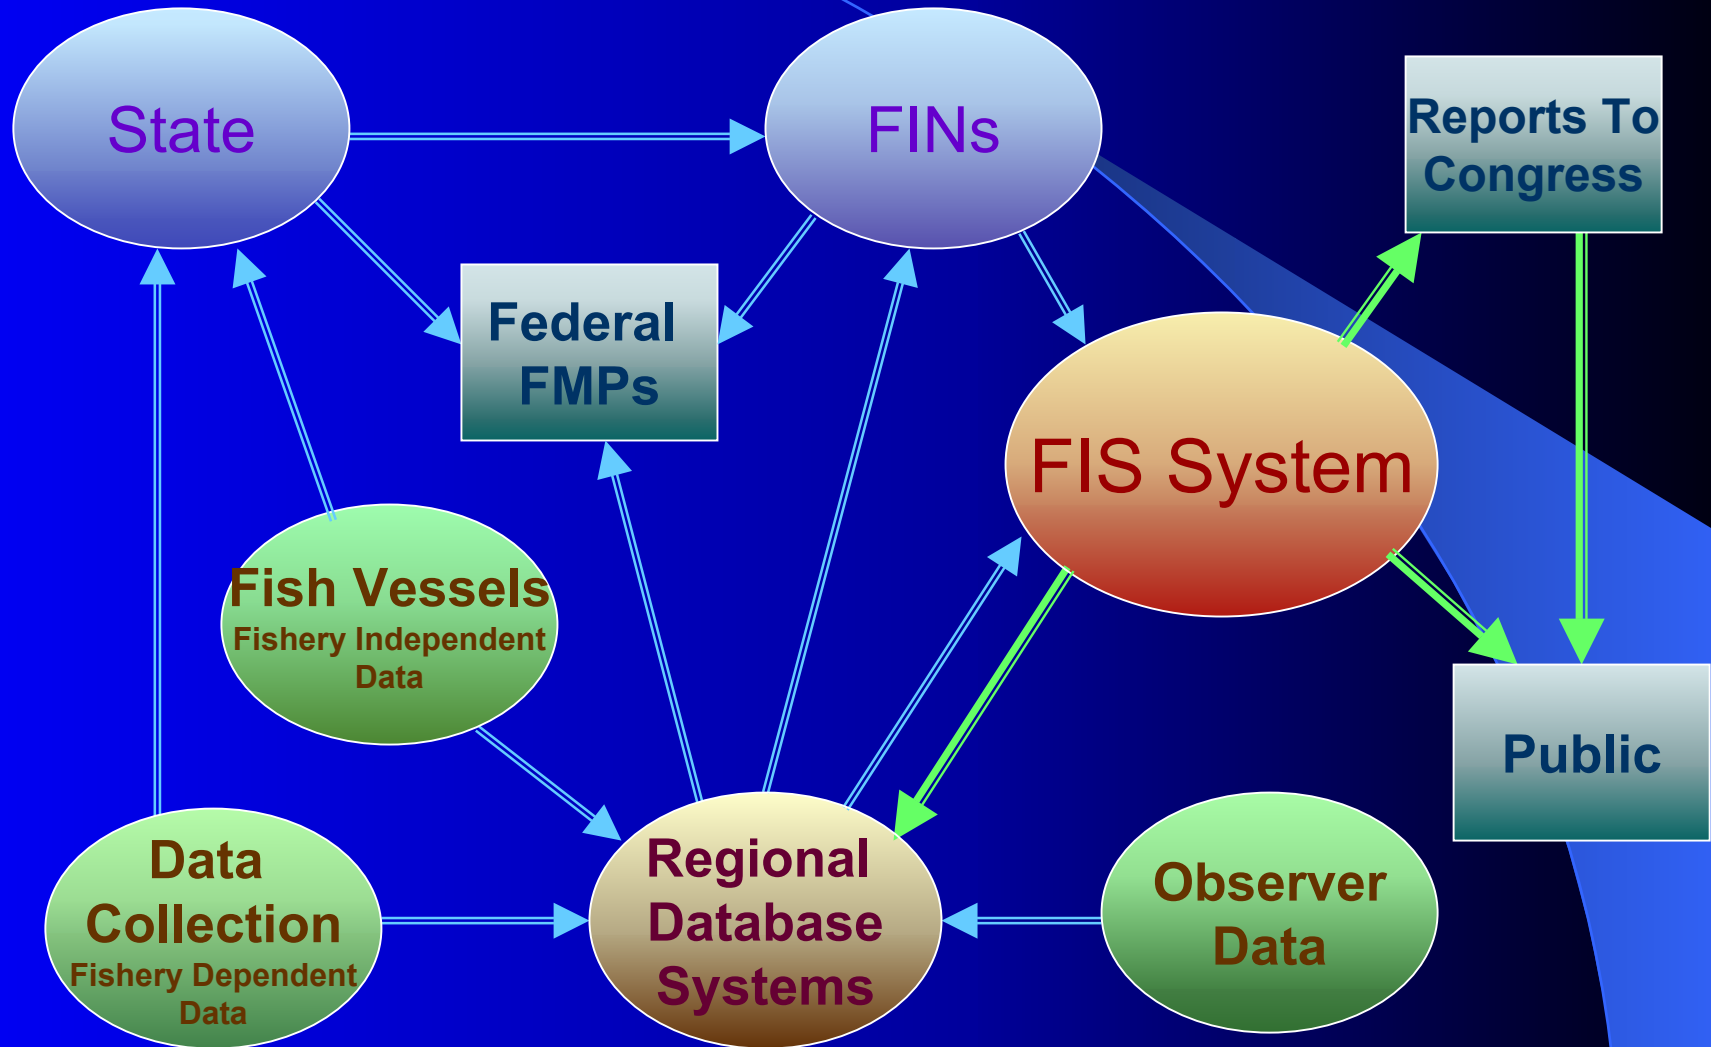 State
FINs
Reports To
Congress
Federal
FMPs
FIS System
Fish Vessels
Fishery Independent
Data
Public
Data
Collection
Fishery Dependent
Data
Regional
Database
Systems
Observer
Data